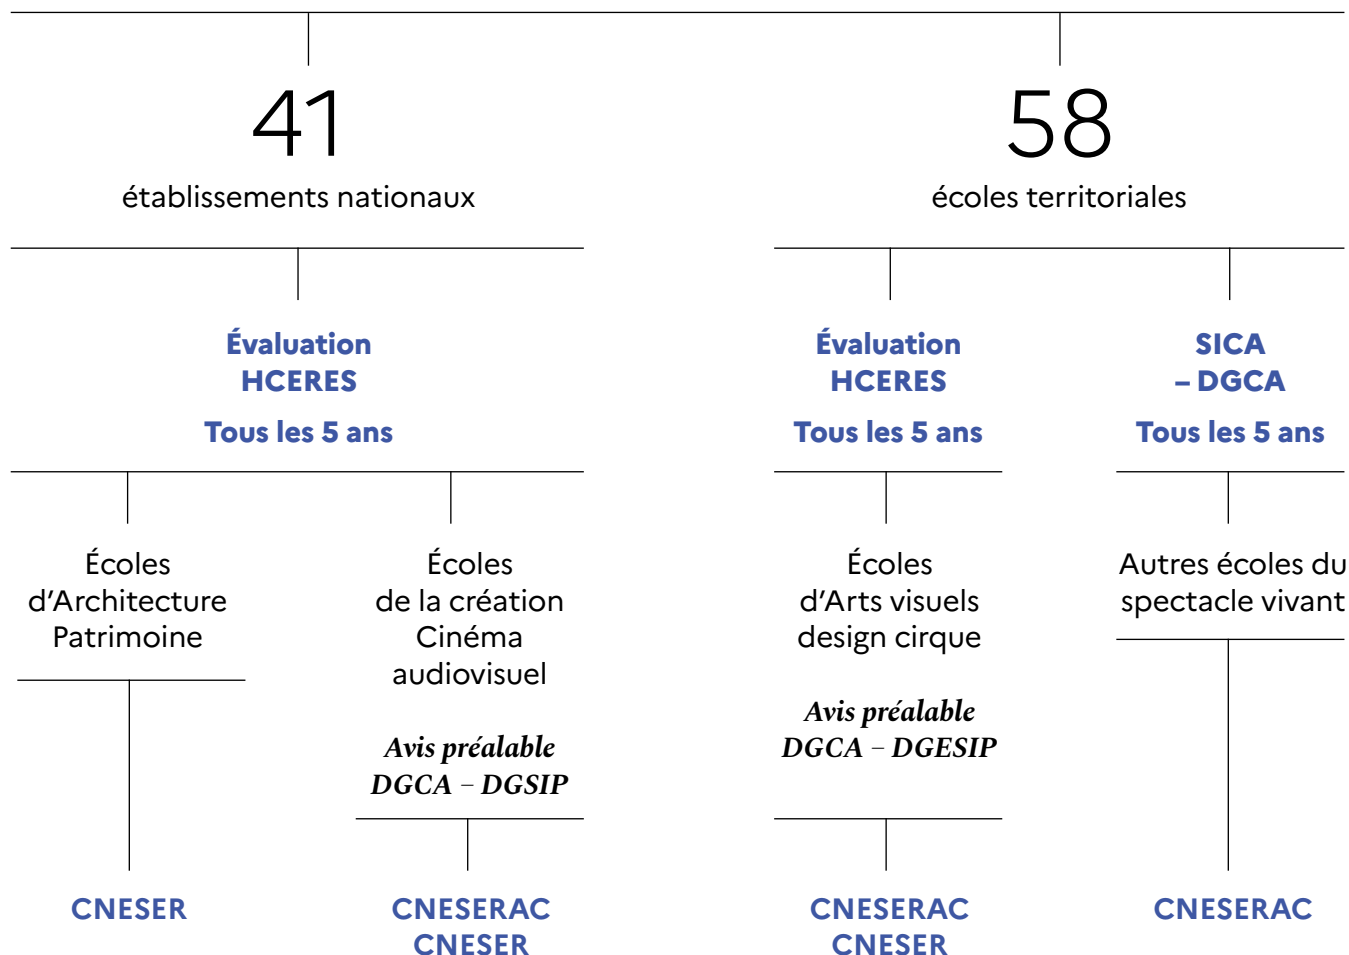 41
établissements nationaux
58
écoles territoriales
Évaluation
HCERES
Tous les 5 ans
Évaluation
HCERES
Tous les 5 ans
SICA
– DGCA
Tous les 5 ans
Écoles
d’Architecture
Patrimoine
Écoles
de la création
Cinéma
audiovisuel
Avis préalable
DGCA – DGSIP
Écoles
d’Arts visuels
design cirque
Avis préalable
DGCA – DGESIP
Autres écoles du
spectacle vivant
CNESER
CNESERAC
CNESER
CNESERAC
CNESER
CNESERAC